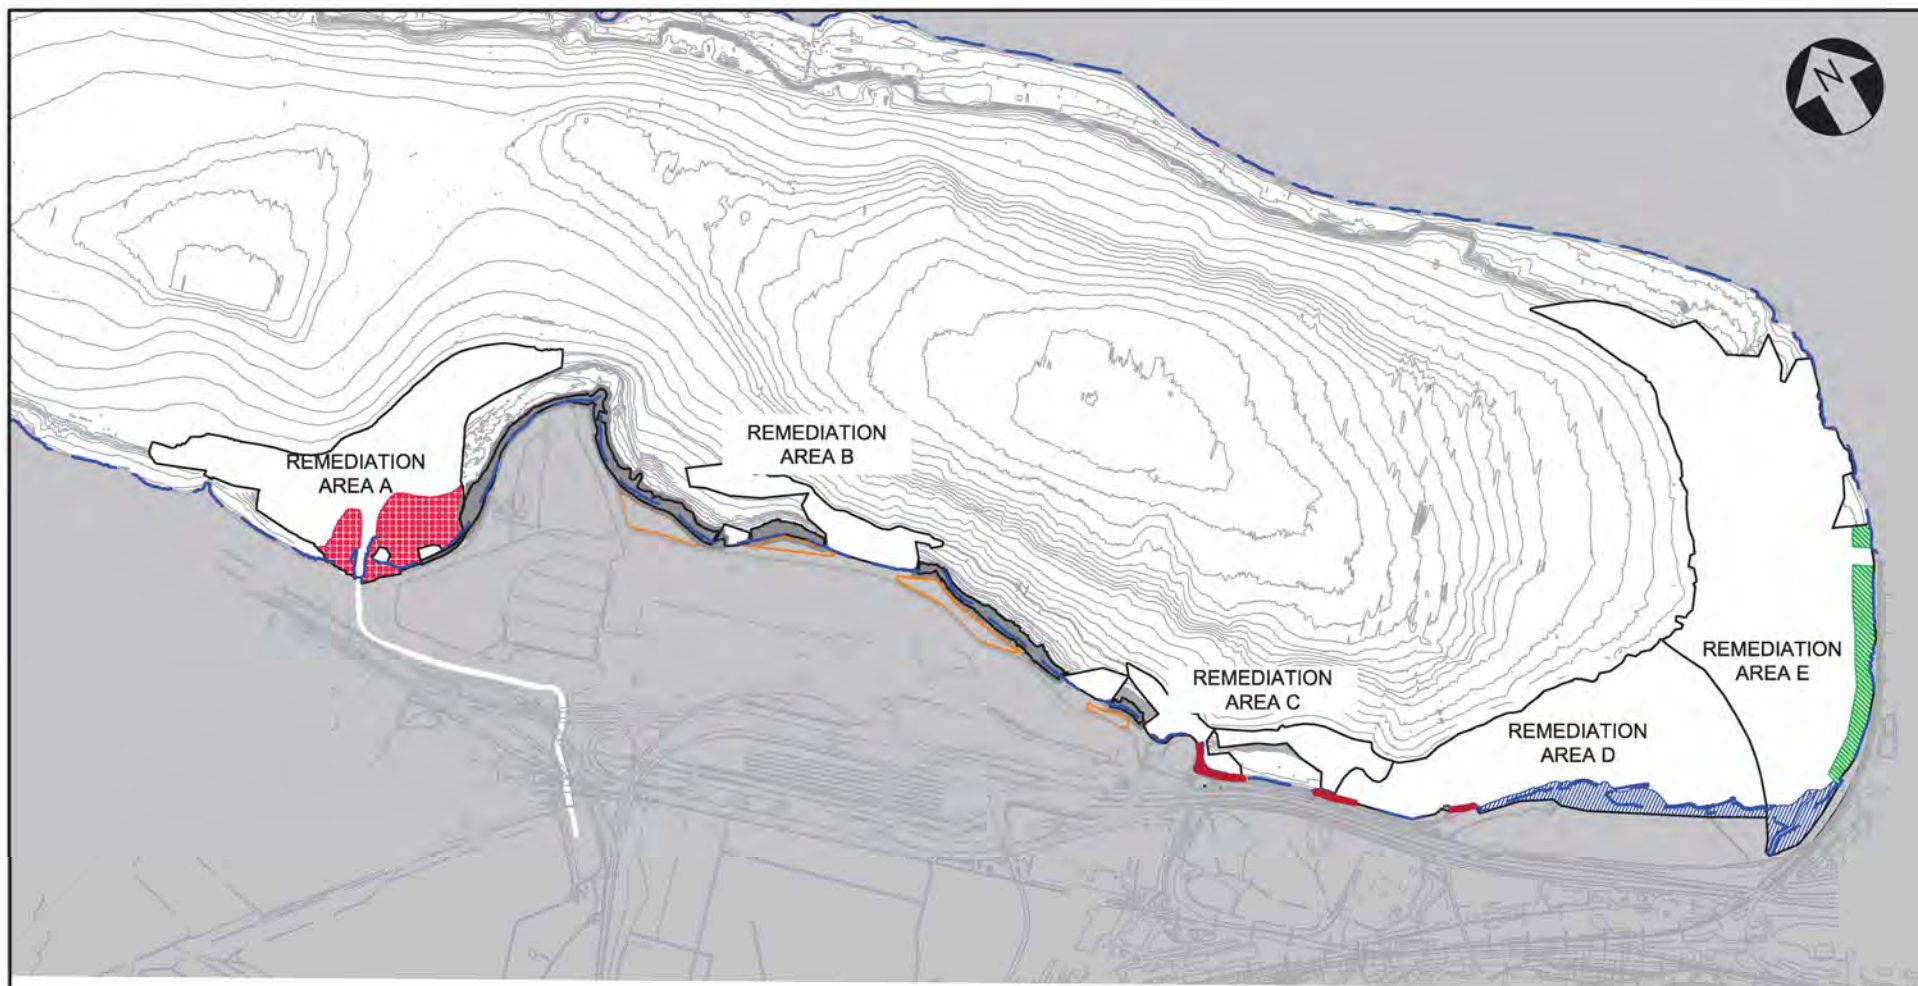 N
REMEDIATION
AREA B
REMEDIATION
AREA A
REMEDIATION
AREA E
REMEDIATION
AREA C
REMEDIATION
AREA D